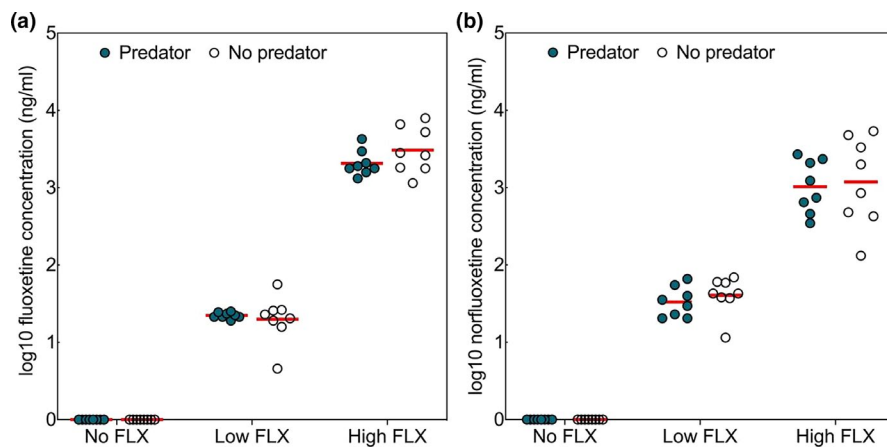 (a)
Predator No predator
log10 fluoxetine concentration (ng/ml)
5
4
3
2
1
0
No FLX Low FLX High FLX
(b)
Predator No predator
log10 norfluoxetine concentration (ng/ml)
5
4
3
2
1
0
No FLX Low FLX High FLX